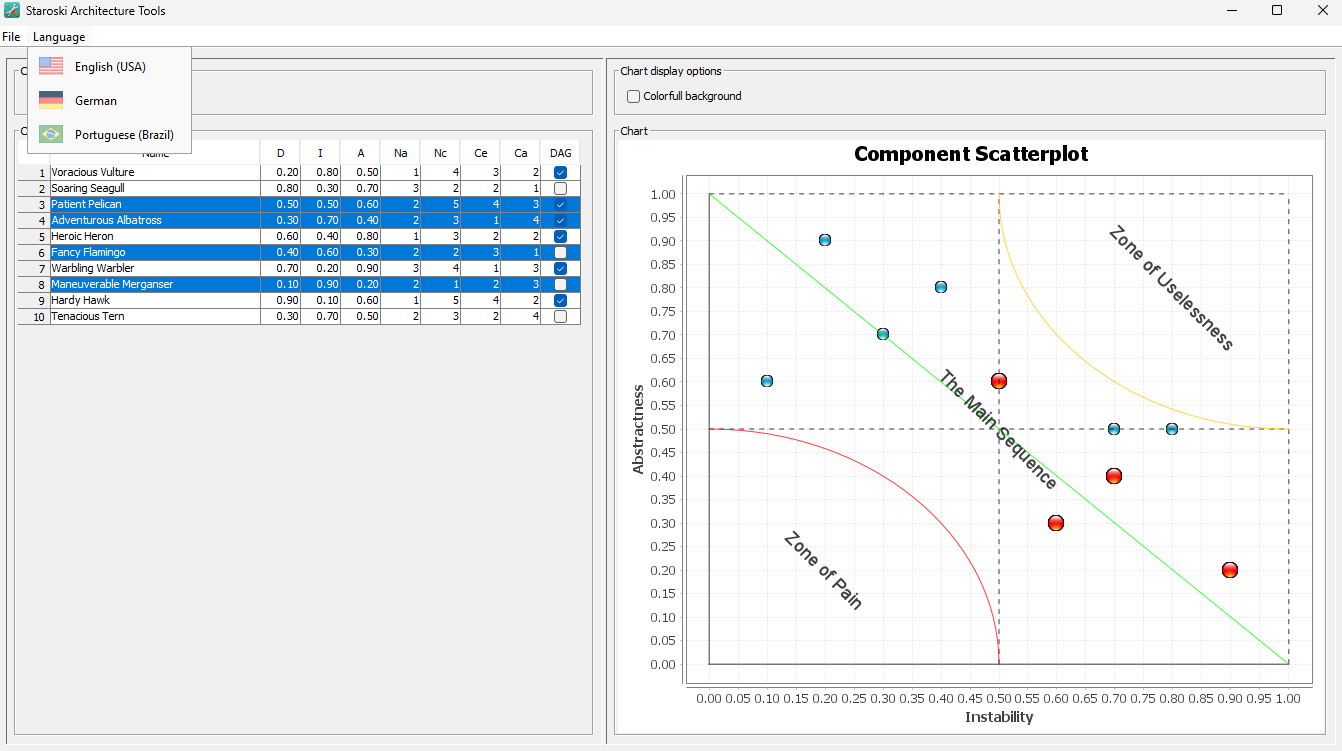 Staroski Architecture Tools
File Language
English (USA)
German
Portuguese (Brazil)
D I A Na Nc Ce Ca DAG
1 Voracious Vulture 0.20 0.80 0.50 1 4 3 2
2 Soaring Seagull 0.80 0.30 0.70 3 2 2 1
3 Patient Pelican 0.50 0.50 0.60 2 5 4 3
4 Adventurous Albatross 0.30 0.70 0.40 2 3 1 4
5 Heroic Heron 0.60 0.40 0.80 1 3 2 2
6 Fancy Flamingo 0.40 0.60 0.30 2 2 3 1
7 Warbling Warbler 0.70 0.20 0.90 3 4 1 3
8 Maneuverable Merganser 0.10 0.90 0.20 2 1 2 3
9 Hardy Hawk 0.90 0.10 0.60 1 5 4 2
10 Tenacious Tern 0.30 0.70 0.50 2 3 2 4
Chart display options
Colorfull background
Chart
Component Scatterplot
1.00
0.95
0.90
0.85
0.80
0.75
0.70
0.65
0.60
0.55
0.50
0.45
0.40
0.35
0.30
0.25
0.20
0.15
0.10
0.05
0.00
Abstractness
Zone of Uselessness
The Main Sequence
Zone of Pain
0.00 0.05 0.10 0.15 0.20 0.25 0.30 0.35 0.40 0.45 0.50 0.55 0.60 0.65 0.70 0.75 0.80 0.85 0.90 0.95 1.00
Instability